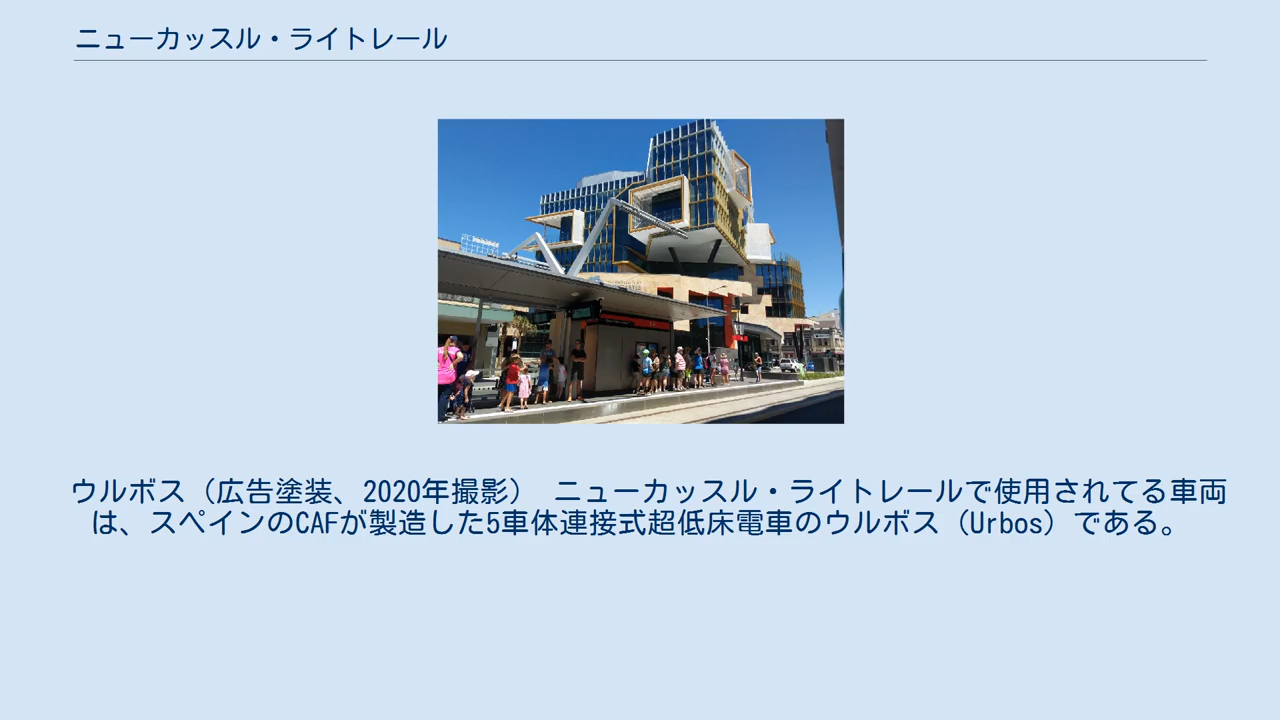 ニューカッスル・ライトレール
ウルボス（広告塗装、2020年撮影） ニューカッスル・ライトレールで使用されてる車両
は、スペインのCAFが製造した5車体連接式超低床電車のウルボス（Urbos）である。